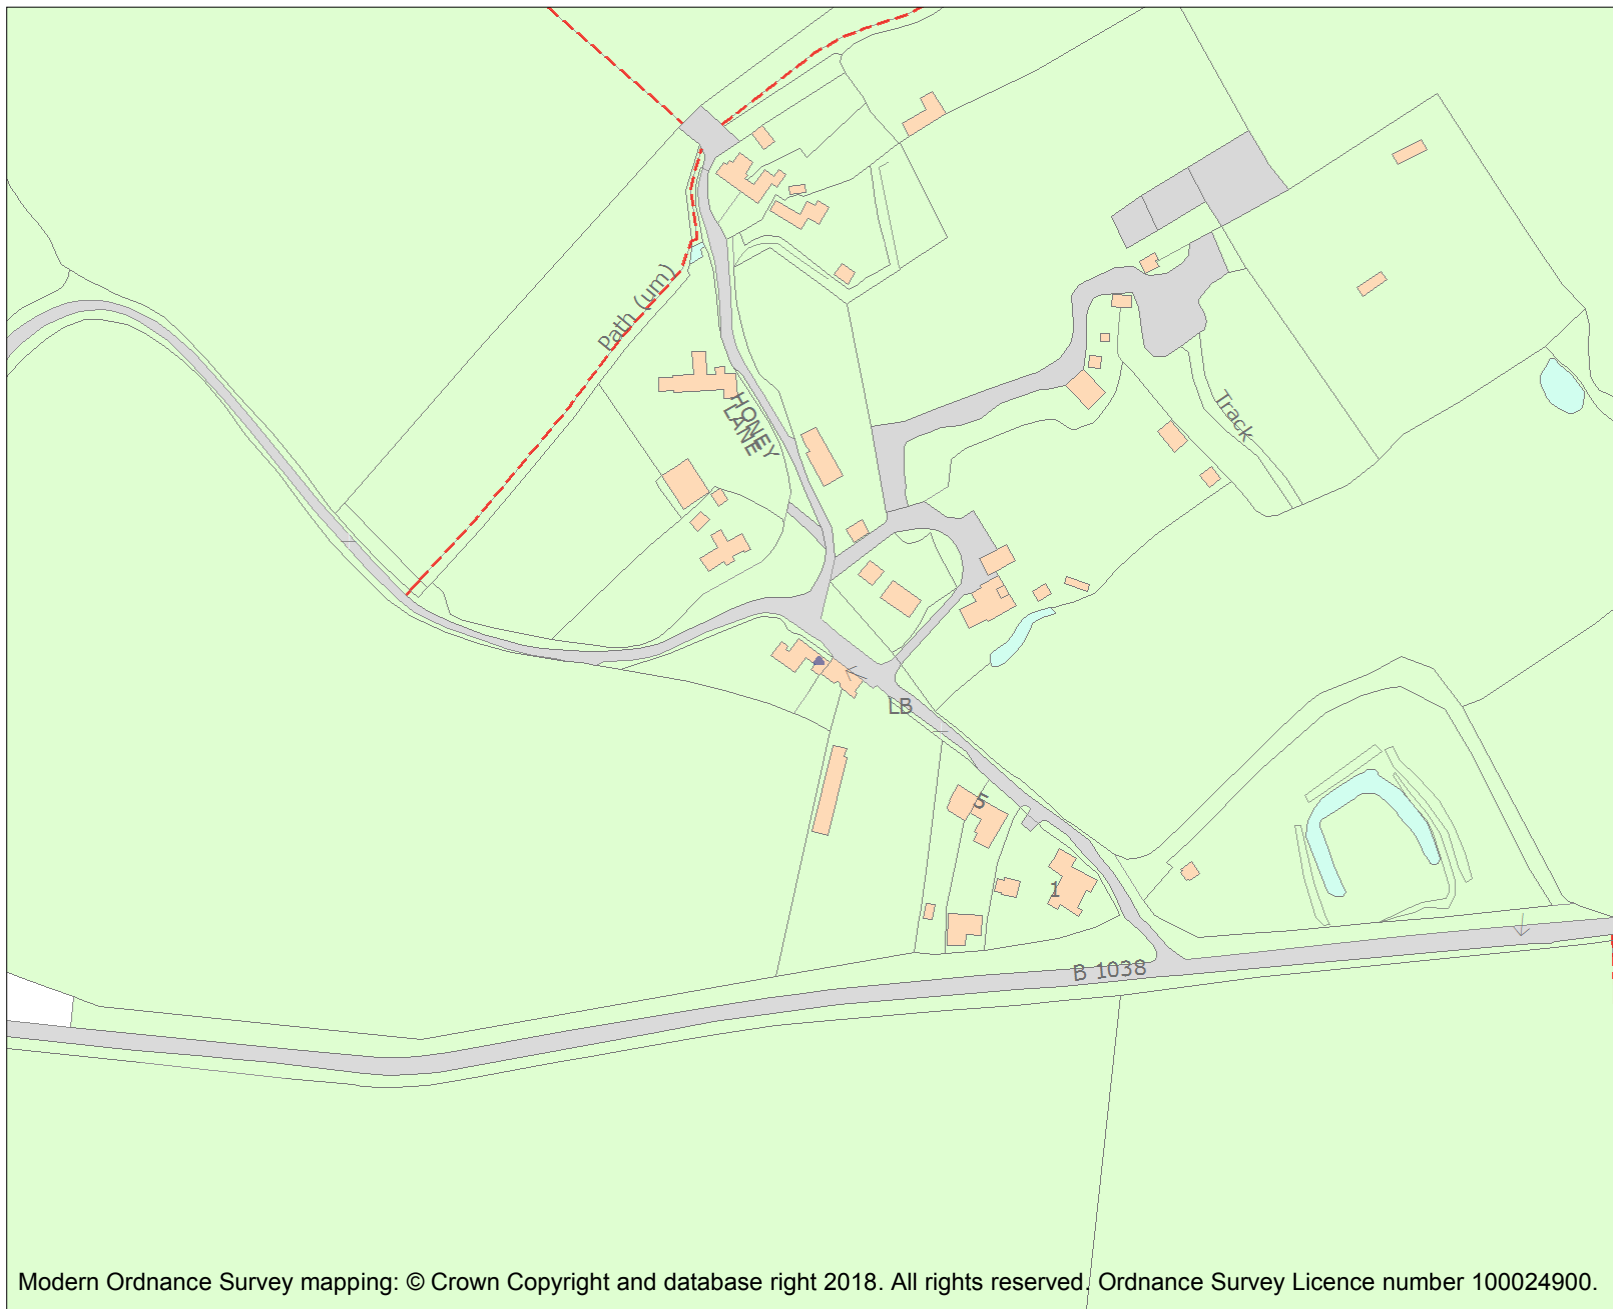 Path (um)
HONEY
LANE
Track
LB
5
1
B 1038
Modern Ordnance Survey mapping: © Crown Copyright and database right 2018. All rights reserved. Ordnance Survey Licence number 100024900.